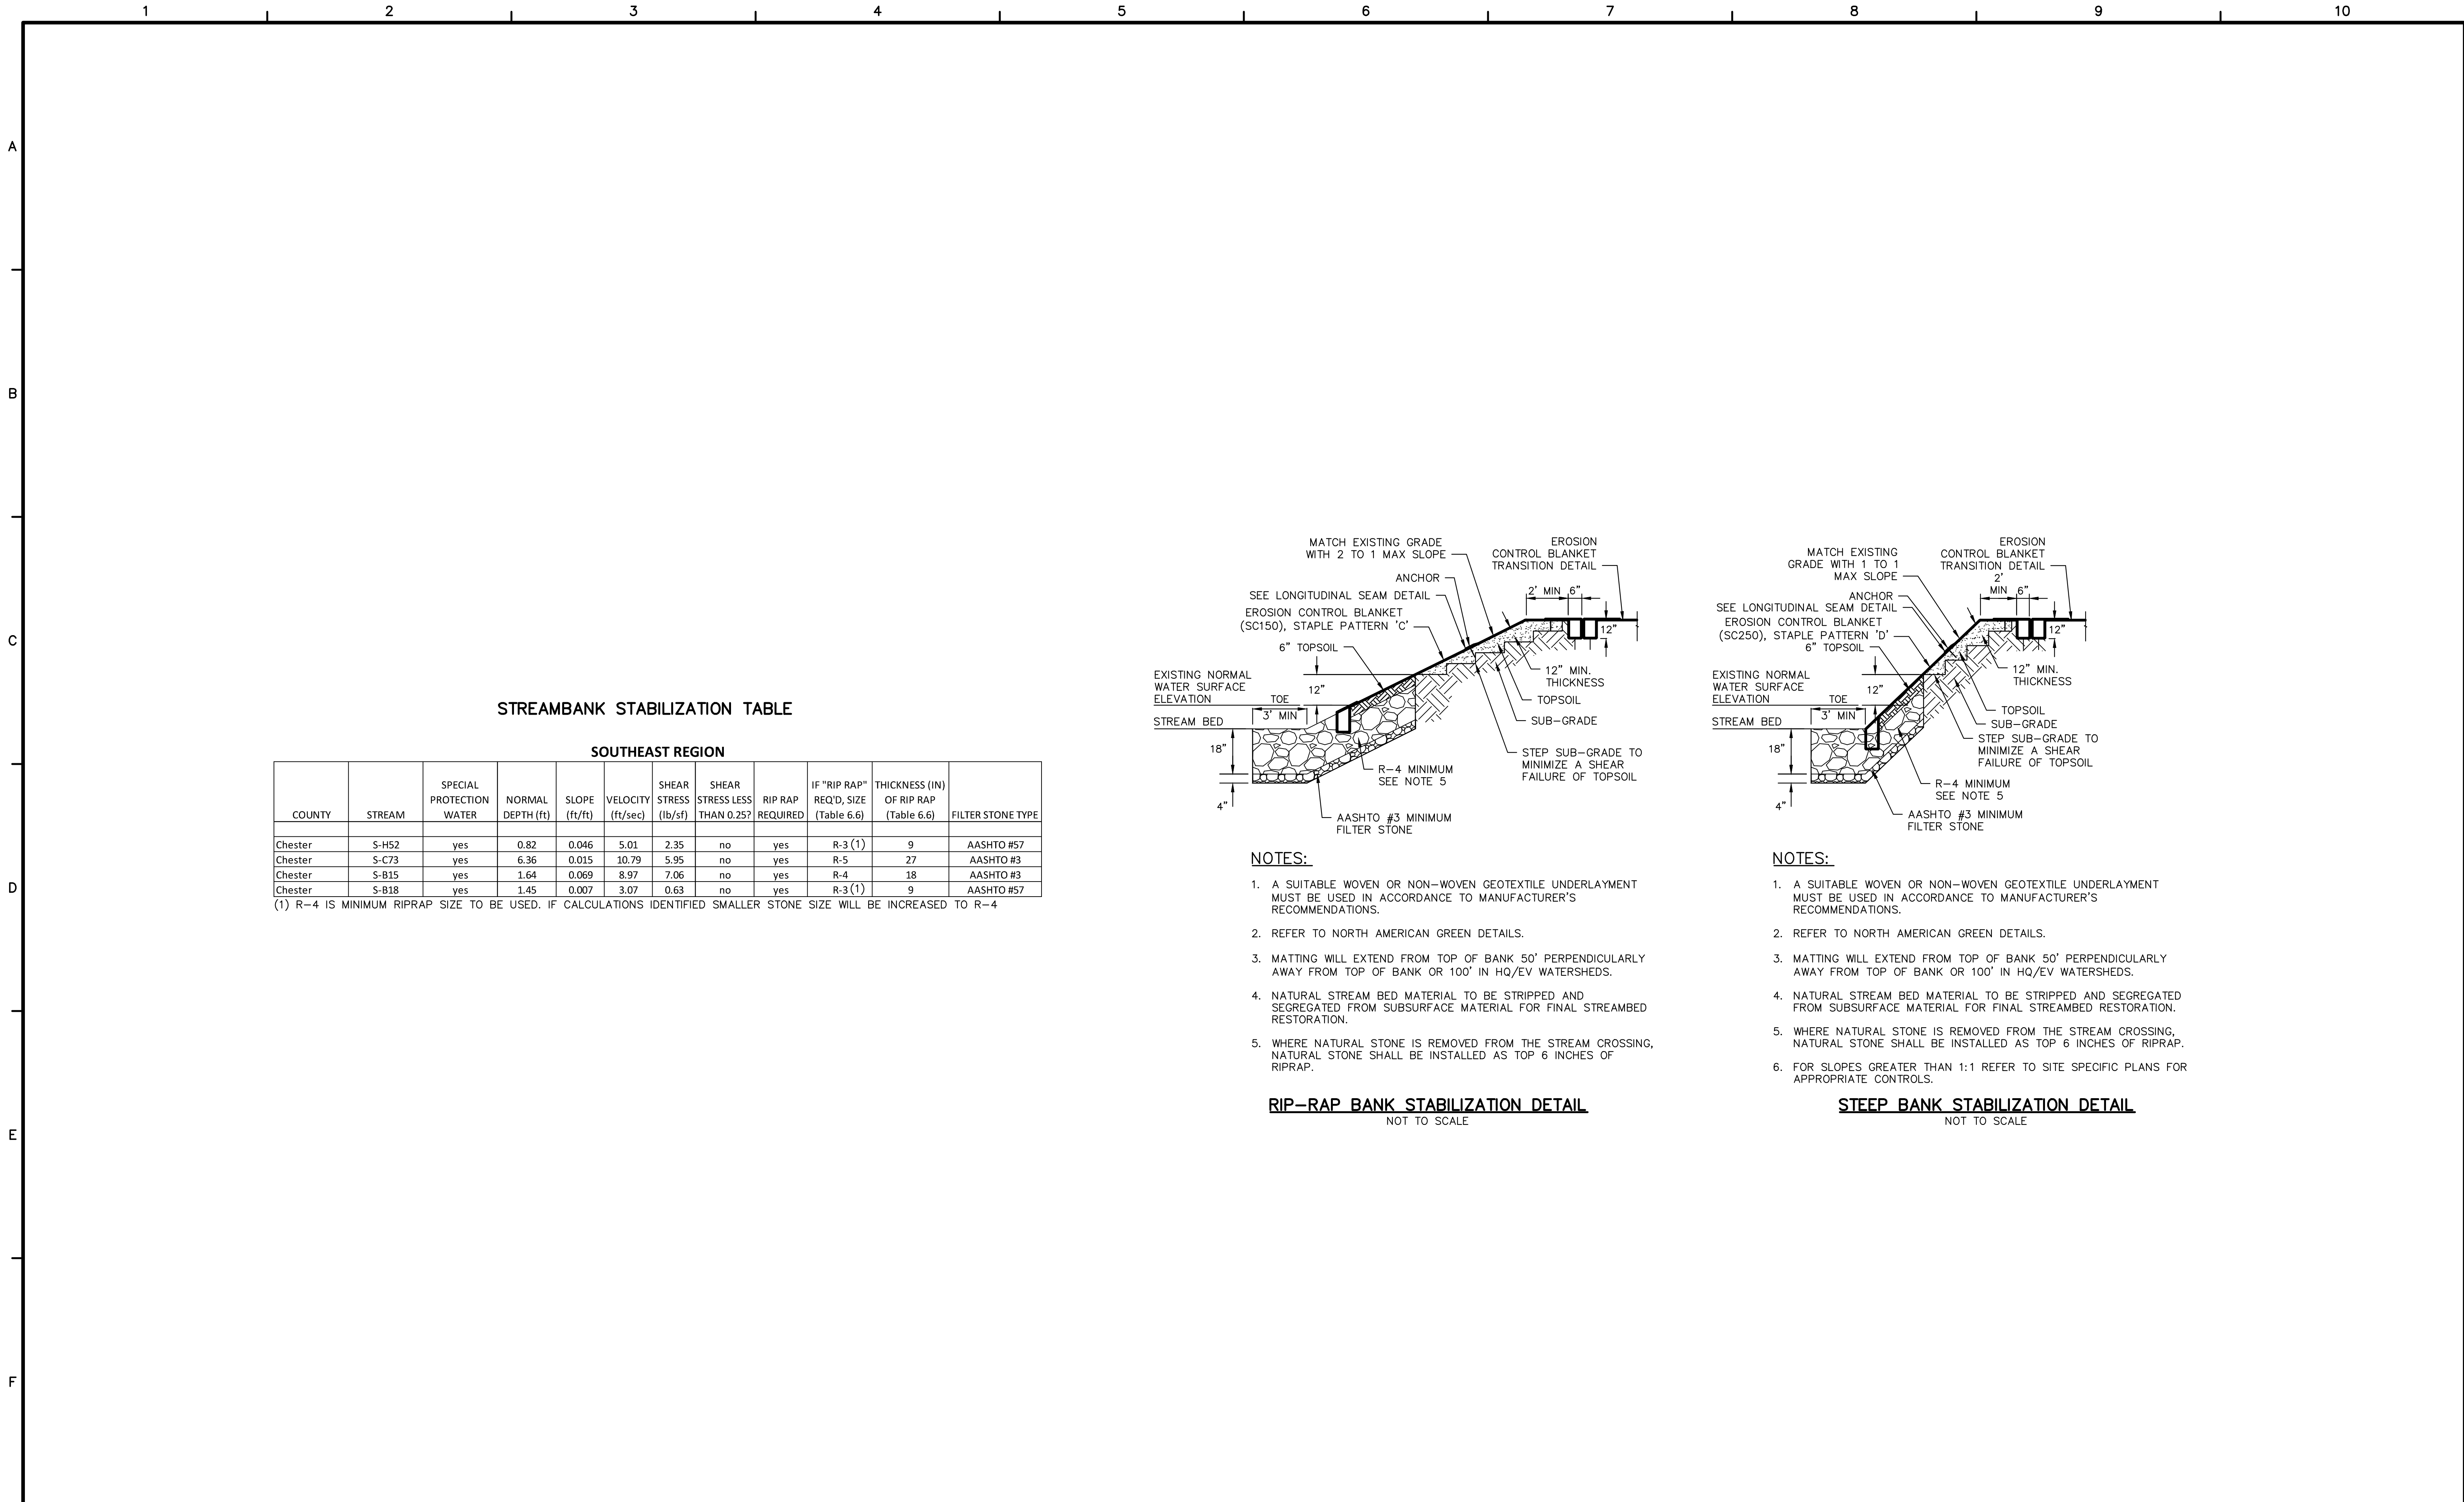 1 2 3 4 5 6 7 8 9 10
A
B
C
D
E
F
STREAMBANK STABILIZATION TABLE
SOUTHEAST REGION
COUNTY STREAM SPECIAL PROTECTION WATER NORMAL DEPTH (ft) SLOPE (ft/ft) VELOCITY (ft/sec) SHEAR STRESS (lb/sf) SHEAR STRESS LESS THAN 0.25? RIP RAP REQUIRED IF "RIP RAP" REQ'D, SIZE (Table 6.6) THICKNESS (IN) OF RIP RAP (Table 6.6) FILTER STONE TYPE
Chester S-H52 yes 0.82 0.046 5.01 2.35 no yes R-3 (1) 9 AASHTO #57
Chester S-C73 yes 6.36 0.015 10.79 5.95 no yes R-5 27 AASHTO #3
Chester S-B15 yes 1.64 0.069 8.97 7.06 no yes R-4 18 AASHTO #3
Chester S-B18 yes 1.45 0.007 3.07 0.63 no yes R-3 (1) 9 AASHTO #57
(1) R-4 IS MINIMUM RIPRAP SIZE TO BE USED. IF CALCULATIONS IDENTIFIED SMALLER STONE SIZE WILL BE INCREASED TO R-4
MATCH EXISTING GRADE
WITH 2 TO 1 MAX SLOPE
EROSION
CONTROL BLANKET
TRANSITION DETAIL
ANCHOR
2' MIN 6"
SEE LONGITUDINAL SEAM DETAIL
EROSION CONTROL BLANKET
(SC150), STAPLE PATTERN 'C'
12"
6" TOPSOIL
12" MIN.
THICKNESS
EXISTING NORMAL
WATER SURFACE
ELEVATION
12"
TOE
3' MIN
TOPSOIL
STREAM BED
SUB-GRADE
18"
STEP SUB-GRADE TO
MINIMIZE A SHEAR
FAILURE OF TOPSOIL
R-4 MINIMUM
SEE NOTE 5
4"
AASHTO #3 MINIMUM
FILTER STONE
NOTES:
1. A SUITABLE WOVEN OR NON-WOVEN GEOTEXTILE UNDERLAYMENT
MUST BE USED IN ACCORDANCE TO MANUFACTURER'S
RECOMMENDATIONS.
2. REFER TO NORTH AMERICAN GREEN DETAILS.
3. MATTING WILL EXTEND FROM TOP OF BANK 50' PERPENDICULARLY
AWAY FROM TOP OF BANK OR 100' IN HQ/EV WATERSHEDS.
4. NATURAL STREAM BED MATERIAL TO BE STRIPPED AND
SEGREGATED FROM SUBSURFACE MATERIAL FOR FINAL STREAMBED
RESTORATION.
5. WHERE NATURAL STONE IS REMOVED FROM THE STREAM CROSSING,
NATURAL STONE SHALL BE INSTALLED AS TOP 6 INCHES OF
RIPRAP.
RIP-RAP BANK STABILIZATION DETAIL
NOT TO SCALE
MATCH EXISTING
GRADE WITH 1 TO 1
MAX SLOPE
EROSION
CONTROL BLANKET
TRANSITION DETAIL
2'
MIN 6"
ANCHOR
SEE LONGITUDINAL SEAM DETAIL
EROSION CONTROL BLANKET
(SC250), STAPLE PATTERN 'D'
12"
6" TOPSOIL
12" MIN.
THICKNESS
EXISTING NORMAL
WATER SURFACE
ELEVATION
12"
TOE
3' MIN
TOPSOIL
STREAM BED
SUB-GRADE
18"
STEP SUB-GRADE TO
MINIMIZE A SHEAR
FAILURE OF TOPSOIL
R-4 MINIMUM
SEE NOTE 5
4"
AASHTO #3 MINIMUM
FILTER STONE
NOTES:
1. A SUITABLE WOVEN OR NON-WOVEN GEOTEXTILE UNDERLAYMENT
MUST BE USED IN ACCORDANCE TO MANUFACTURER'S
RECOMMENDATIONS.
2. REFER TO NORTH AMERICAN GREEN DETAILS.
3. MATTING WILL EXTEND FROM TOP OF BANK 50' PERPENDICULARLY
AWAY FROM TOP OF BANK OR 100' IN HQ/EV WATERSHEDS.
4. NATURAL STREAM BED MATERIAL TO BE STRIPPED AND SEGREGATED
FROM SUBSURFACE MATERIAL FOR FINAL STREAMBED RESTORATION.
5. WHERE NATURAL STONE IS REMOVED FROM THE STREAM CROSSING,
NATURAL STONE SHALL BE INSTALLED AS TOP 6 INCHES OF RIPRAP.
6. FOR SLOPES GREATER THAN 1:1 REFER TO SITE SPECIFIC PLANS FOR
APPROPRIATE CONTROLS.
STEEP BANK STABILIZATION DETAIL
NOT TO SCALE